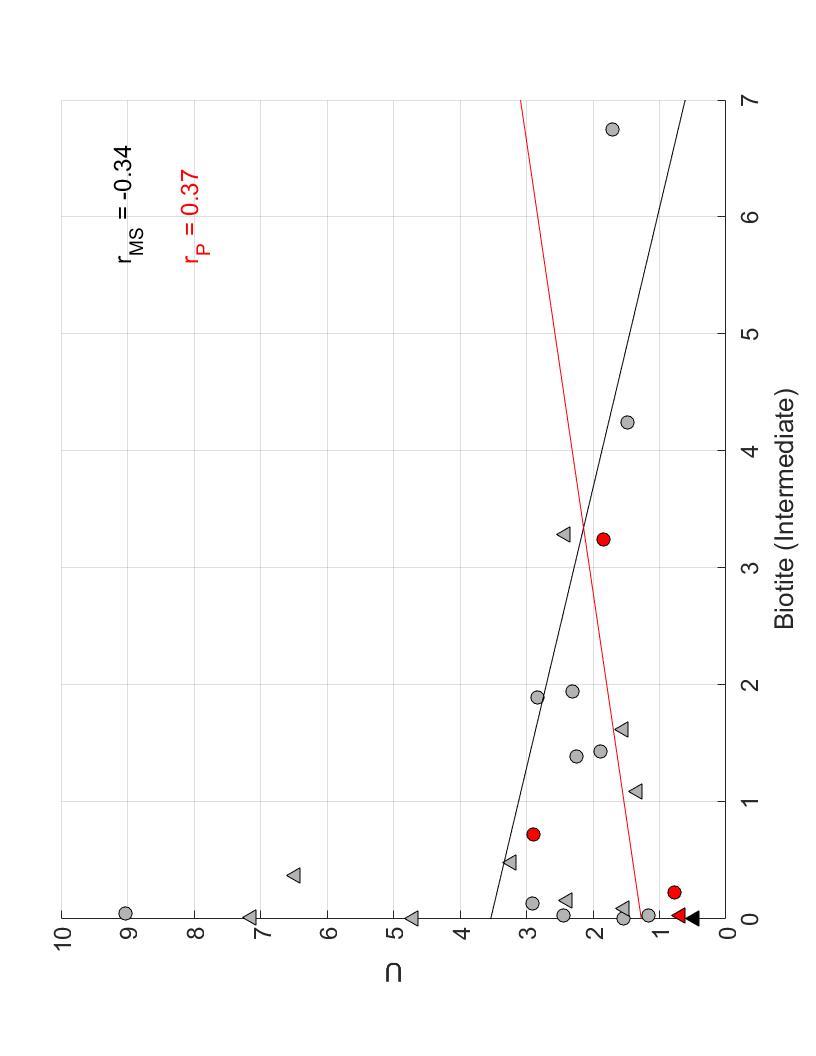 10
9
8
7
6
5
4
3
2
1
0
U
r_MS = -0.34
r_P = 0.37
0 1 2 3 4 5 6 7
Biotite (Intermediate)